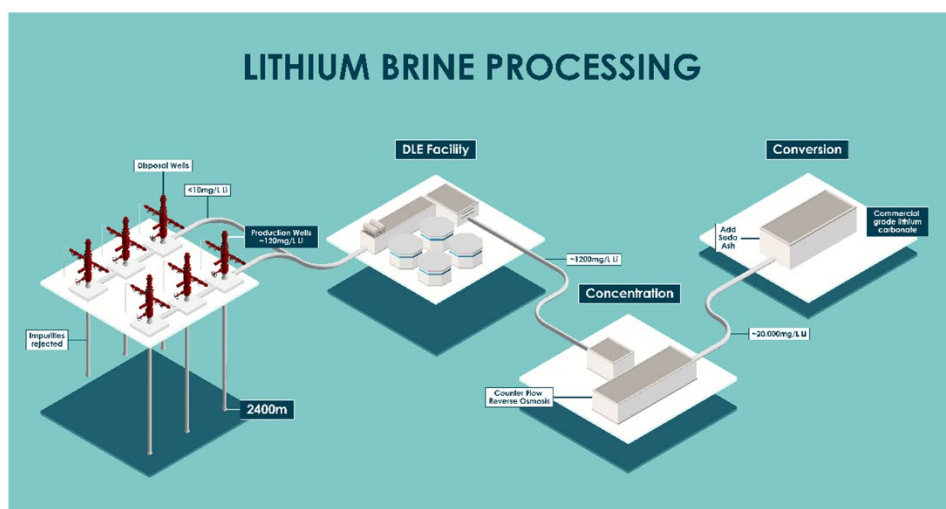 LITHIUM BRINE PROCESSING
Disposal Wells
<10mg/L Li
Production Wells
~120mg/L Li
Impurities
rejected
2400m
DLE Facility
~1200mg/L Li
Concentration
Counter Flow
Reverse Osmosis
~20,000mg/L Li
Conversion
Add
Soda
Ash
Commercial
grade lithium
carbonate